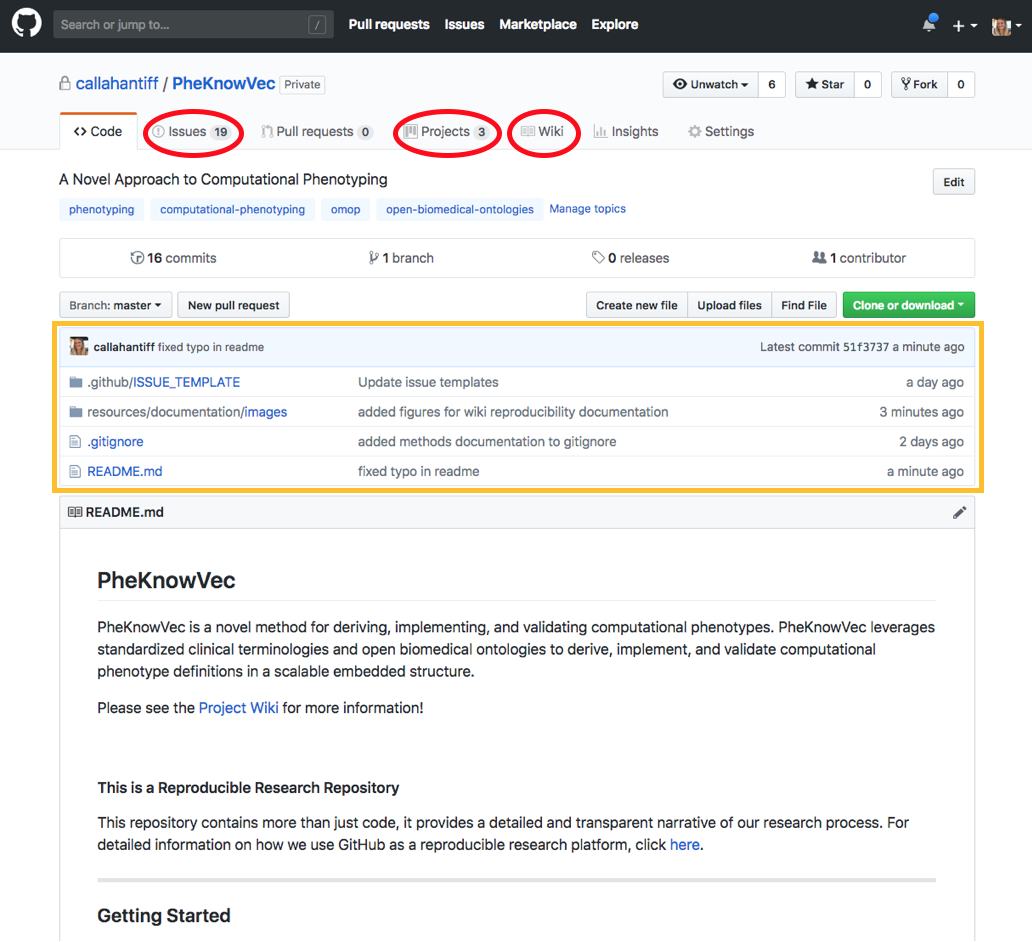 Search or jump to... / Pull requests Issues Marketplace Explore
callahantiff / PheKnowVec Private Unwatch 6 Star 0 Fork 0
Code Issues 19 Pull requests 0 Projects 3 Wiki Insights Settings
A Novel Approach to Computational Phenotyping Edit
phenotyping computational-phenotyping omop open-biomedical-ontologies Manage topics
16 commits 1 branch 0 releases 1 contributor
Branch: master New pull request Create new file Upload files Find File Clone or download
callahantiff fixed typo in readme Latest commit 51f3737 a minute ago
.github/ISSUE_TEMPLATE Update issue templates a day ago
resources/documentation/images added figures for wiki reproducibility documentation 3 minutes ago
.gitignore added methods documentation to gitignore 2 days ago
README.md fixed typo in readme a minute ago
README.md
PheKnowVec
PheKnowVec is a novel method for deriving, implementing, and validating computational phenotypes. PheKnowVec leverages
standardized clinical terminologies and open biomedical ontologies to derive, implement, and validate computational
phenotype definitions in a scalable embedded structure.
Please see the Project Wiki for more information!
This is a Reproducible Research Repository
This repository contains more than just code, it provides a detailed and transparent narrative of our research process. For
detailed information on how we use GitHub as a reproducible research platform, click here.
Getting Started